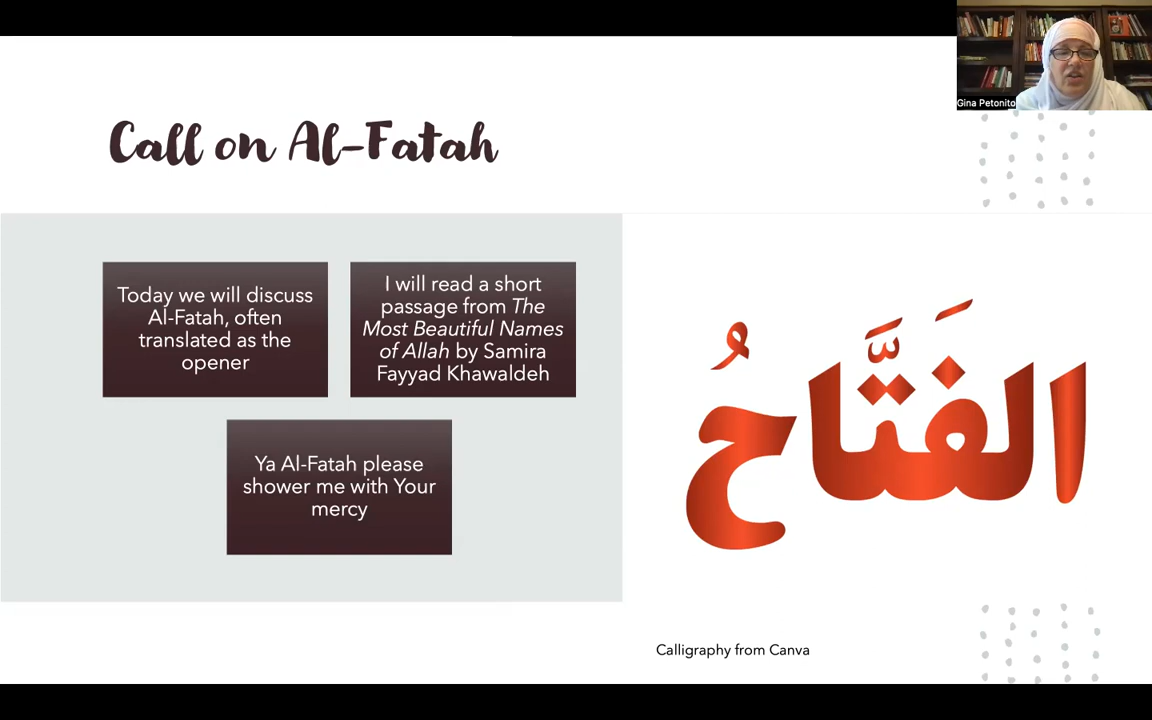 Gina Petonito
Call on Al-Fatah
Today we will discuss
Al-Fatah, often
translated as the
opener
I will read a short
passage from The
Most Beautiful Names
of Allah by Samira
Fayyad Khawaldeh
Ya Al-Fatah please
shower me with Your
mercy
الفَتَّاحُ
Calligraphy from Canva